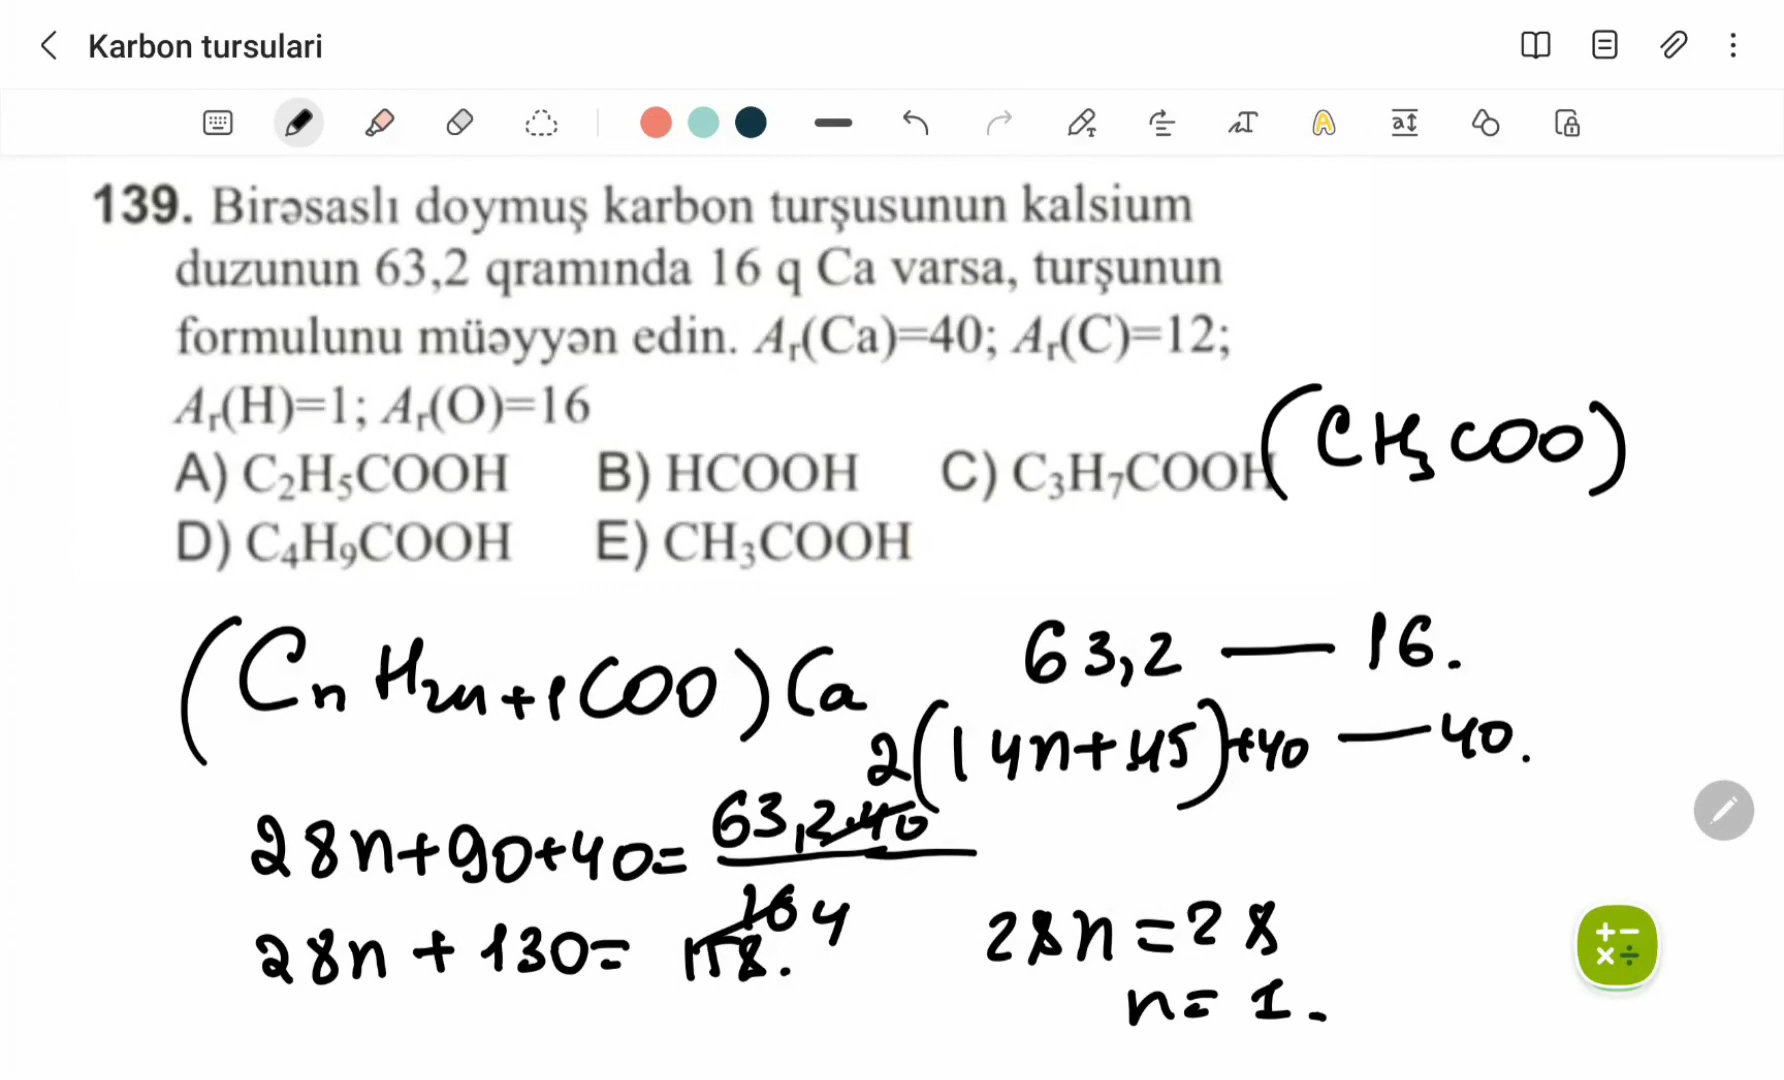 Karbon tursulari
139. Birəsaslı doymuş karbon turşusunun kalsium
duzunun 63,2 qramında 16 q Ca varsa, turşunun
formulunu müəyyən edin. Aᵣ(Ca)=40; Aᵣ(C)=12;
Aᵣ(H)=1; Aᵣ(O)=16
A) C₂H₅COOH B) HCOOH C) C₃H₇COOH
(CH₃COO)
D) C₄H₉COOH E) CH₃COOH
(CnH2n+1COO)Ca
63,2 — 16.
2(14n+45)+40 — 40.
28n+90+40= 63,2·40
16 4
28n + 130= 158.
28n = 28
n= 1.